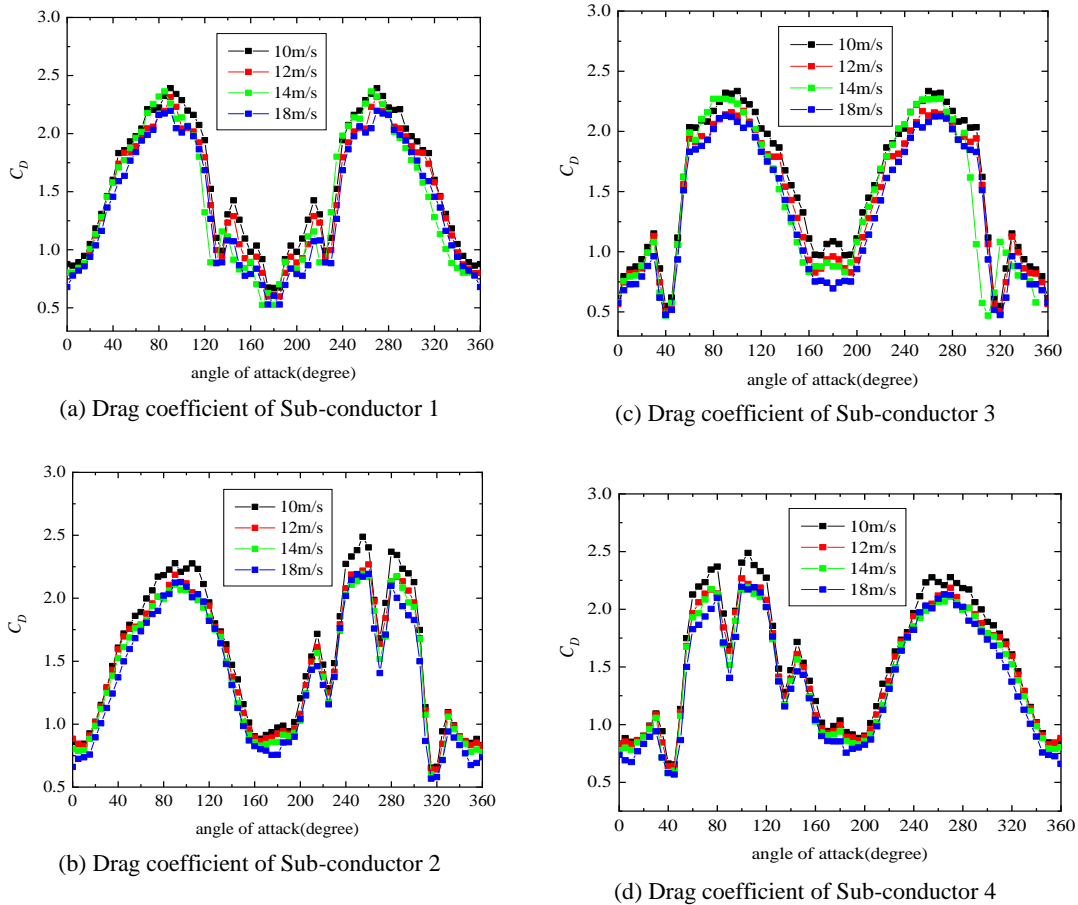 3.0
2.5
2.0
1.5
1.0
0.5
C_D
10m/s
12m/s
14m/s
18m/s
0 40 80 120 160 200 240 280 320 360
angle of attack(degree)
(a) Drag coefficient of Sub-conductor 1
3.0
2.5
2.0
1.5
1.0
0.5
C_D
10m/s
12m/s
14m/s
18m/s
0 40 80 120 160 200 240 280 320 360
angle of attack(degree)
(c) Drag coefficient of Sub-conductor 3
3.0
2.5
2.0
1.5
1.0
0.5
C_D
10m/s
12m/s
14m/s
18m/s
0 40 80 120 160 200 240 280 320 360
angle of attack(degree)
(b) Drag coefficient of Sub-conductor 2
3.0
2.5
2.0
1.5
1.0
0.5
C_D
10m/s
12m/s
14m/s
18m/s
0 40 80 120 160 200 240 280 320 360
angle of attack(degree)
(d) Drag coefficient of Sub-conductor 4